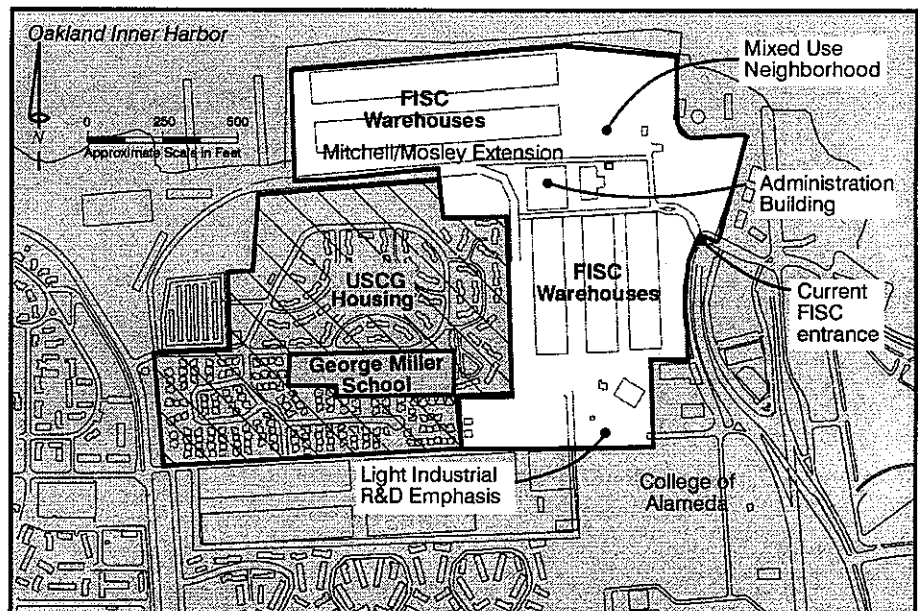 Oakland Inner Harbor
N
0 250 500
Approximate Scale in Feet
FISC
Warehouses
Mitchell/Mosley Extension
Mixed Use
Neighborhood
Administration
Building
USCG
Housing
FISC
Warehouses
Current
FISC
entrance
George Miller
School
Light Industrial
R&D Emphasis
College of
Alameda